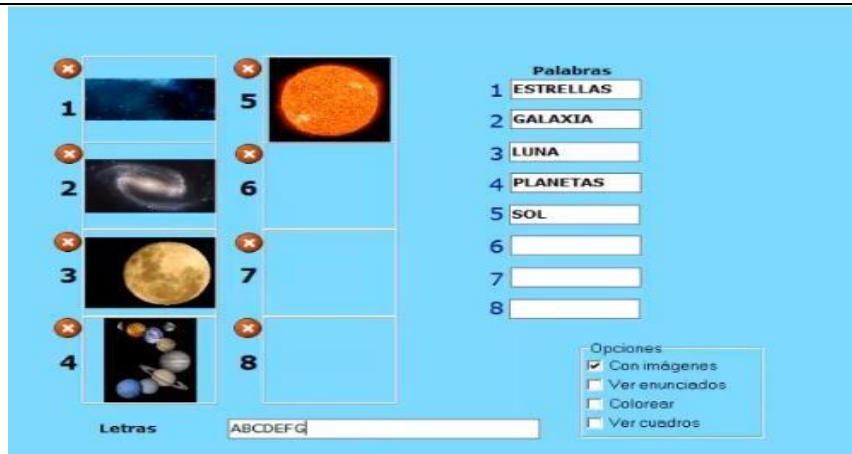 1
2
3
4
5
6
7
8
Palabras
1 ESTRELLAS
2 GALAXIA
3 LUNA
4 PLANETAS
5 SOL
6
7
8
Opciones
Con imágenes
Ver enunciados
Colorear
Ver cuadros
Letras ABCDEFG